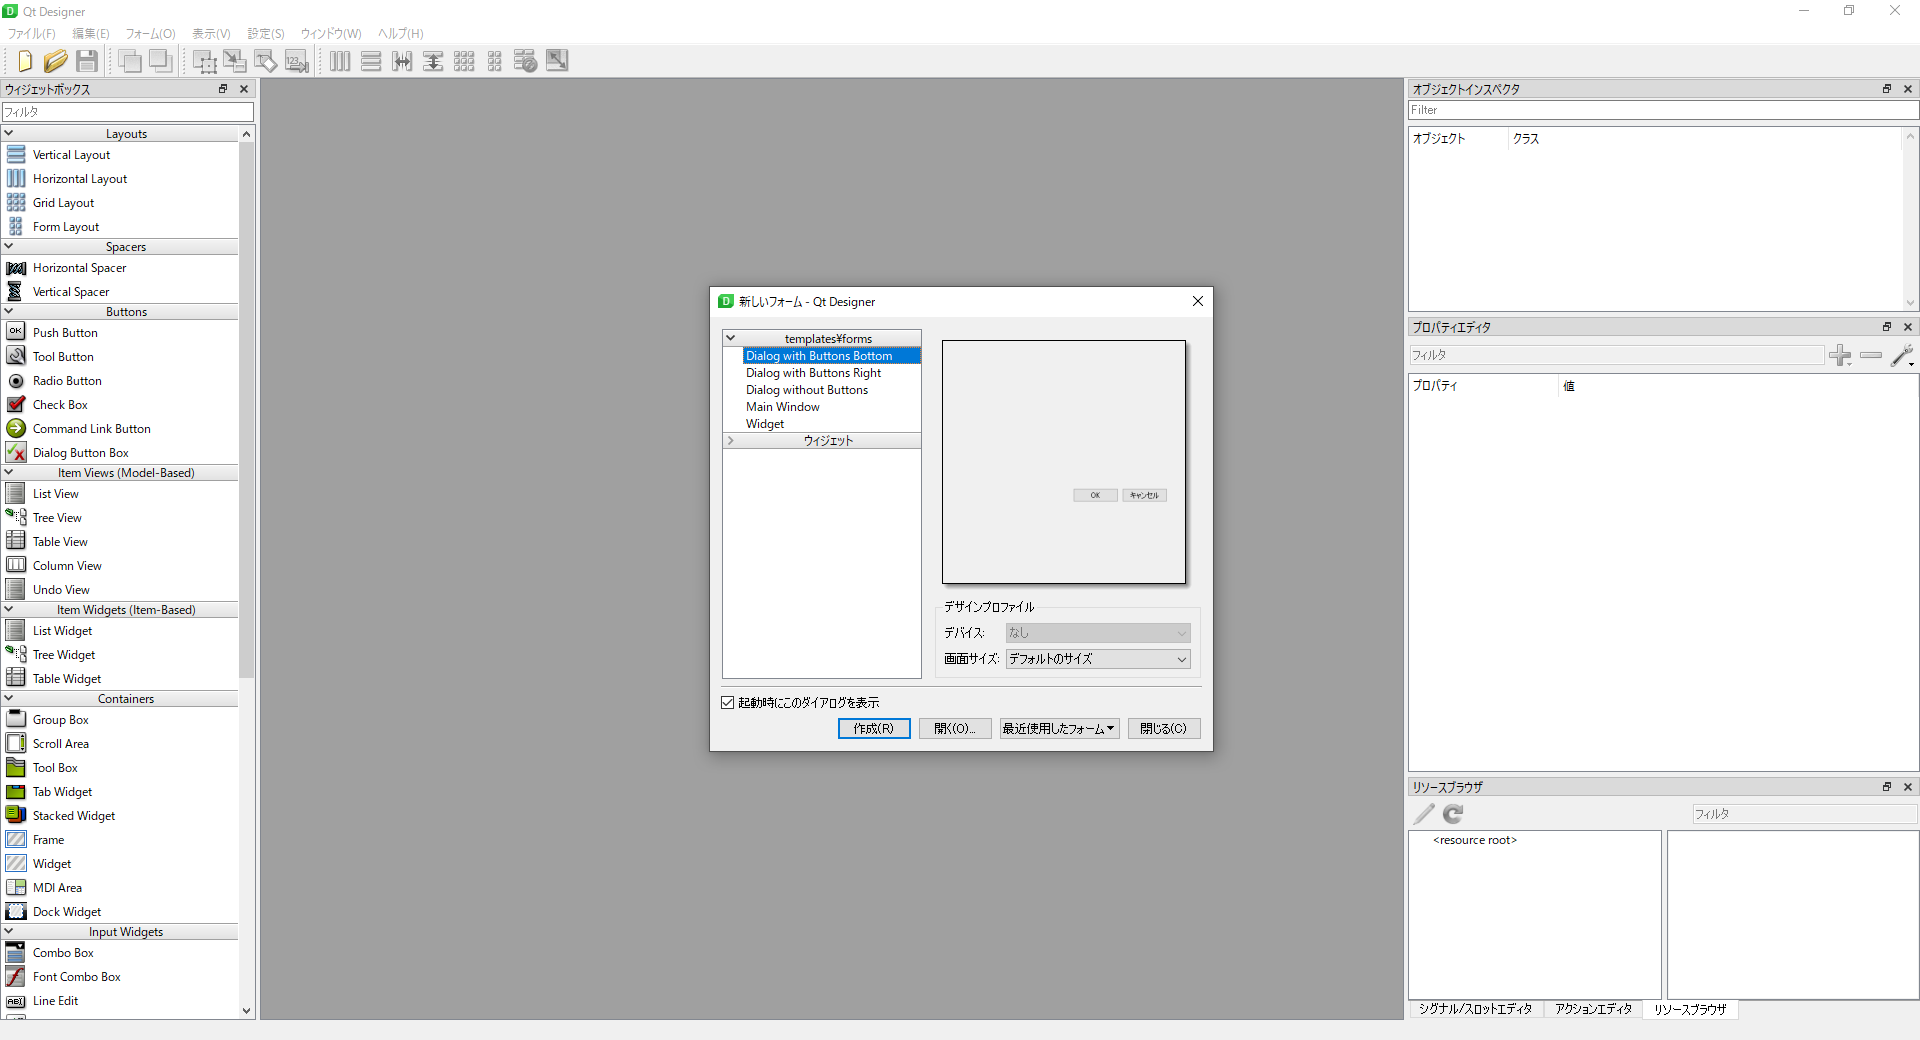 Qt Designer
ファイル(F) 編集(E) フォーム(O) 表示(V) 設定(S) ウィンドウ(W) ヘルプ(H)
123
ウィジェットボックス
フィルタ
Layouts
Vertical Layout
Horizontal Layout
Grid Layout
Form Layout
Spacers
Horizontal Spacer
Vertical Spacer
Buttons
OK Push Button
Tool Button
Radio Button
Check Box
Command Link Button
Dialog Button Box
Item Views (Model-Based)
List View
Tree View
Table View
Column View
Undo View
Item Widgets (Item-Based)
List Widget
Tree Widget
Table Widget
Containers
Group Box
Scroll Area
Tool Box
Tab Widget
Stacked Widget
Frame
Widget
MDI Area
Dock Widget
Input Widgets
Combo Box
Font Combo Box
ABI Line Edit
新しいフォーム - Qt Designer
templates¥forms
Dialog with Buttons Bottom
Dialog with Buttons Right
Dialog without Buttons
Main Window
Widget
ウィジェット
OK キャンセル
デザインプロファイル
デバイス: なし
画面サイズ: デフォルトのサイズ
起動時にこのダイアログを表示
作成(R) 開く(O)... 最近使用したフォーム 閉じる(C)
オブジェクトインスペクタ
Filter
オブジェクト クラス
プロパティエディタ
フィルタ
プロパティ 値
リソースブラウザ
フィルタ
<resource root>
シグナル/スロットエディタ アクションエディタ リソースブラウザ